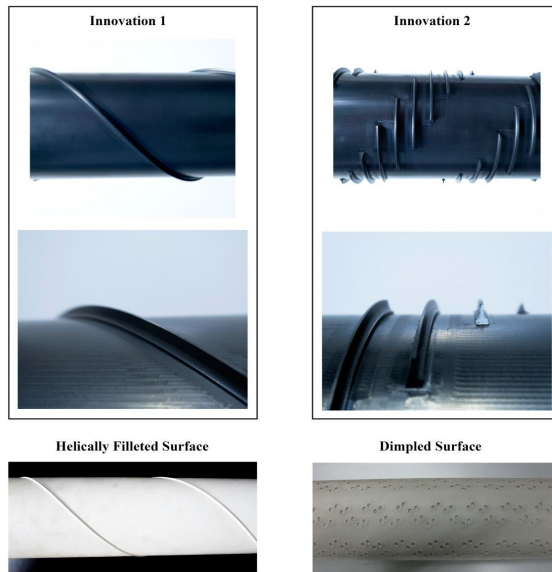 Innovation 1
Innovation 2
Helically Filleted Surface
Dimpled Surface